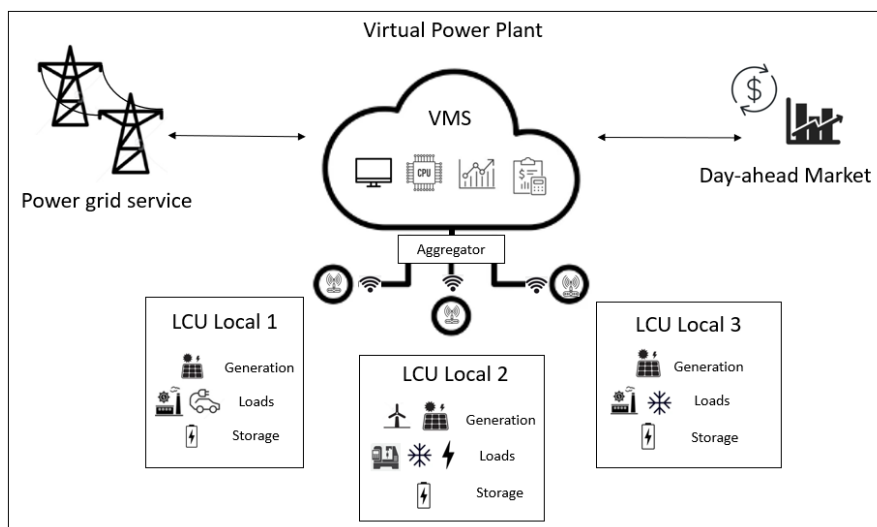 Virtual Power Plant
VMS
CPU
$
$
Power grid service
Day-ahead Market
Aggregator
LCU Local 1
Generation
Loads
Storage
LCU Local 2
Generation
Loads
Storage
LCU Local 3
Generation
Loads
Storage